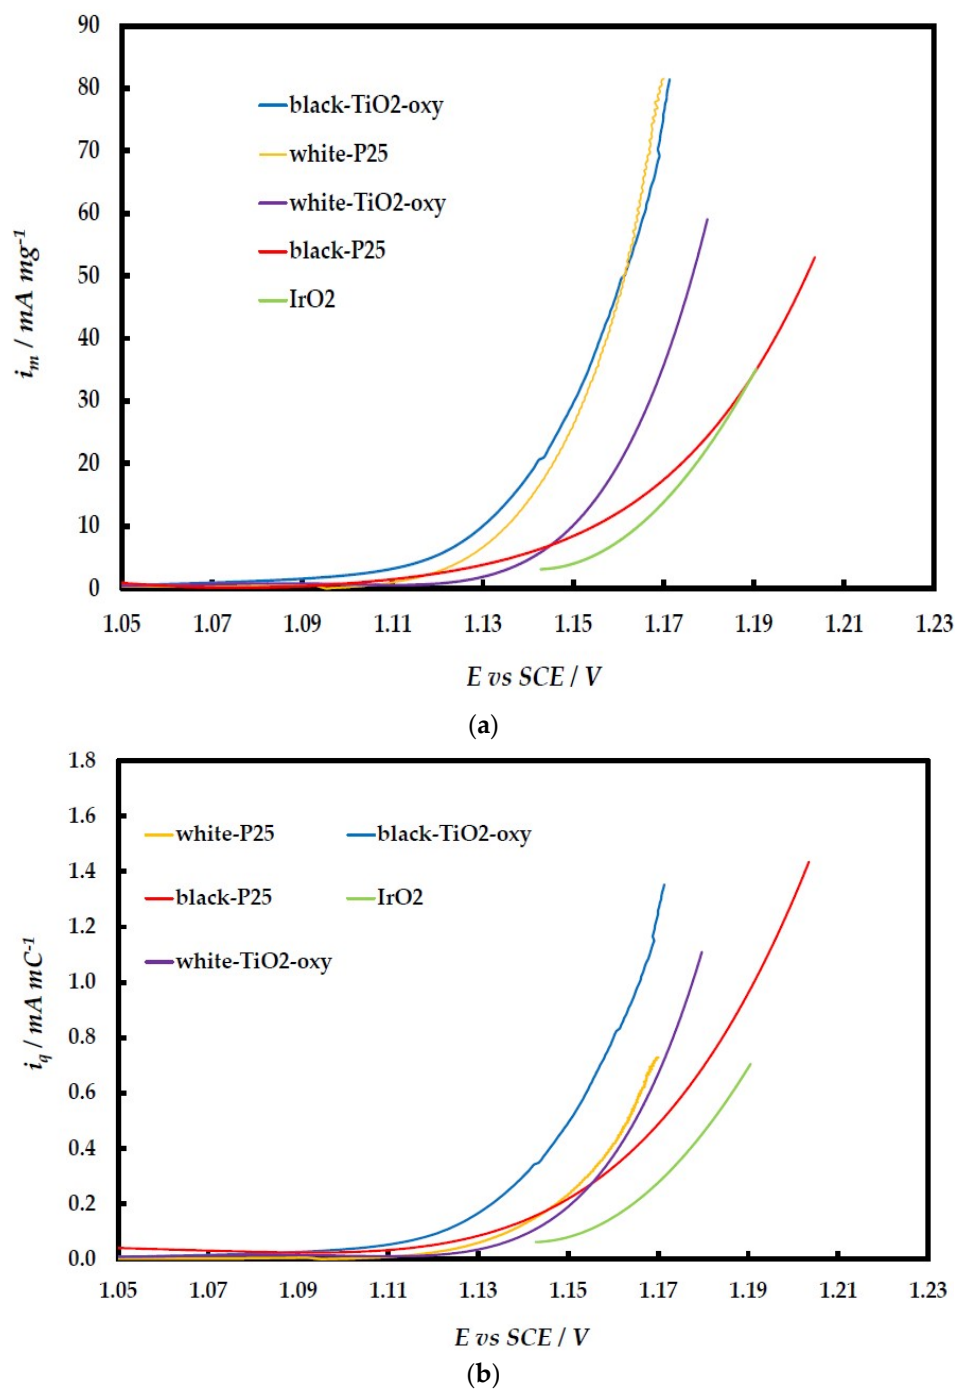 90
80
70
60
50
40
30
20
10
0
i_m / mA mg⁻¹
black-TiO2-oxy
white-P25
white-TiO2-oxy
black-P25
IrO2
1.05 1.07 1.09 1.11 1.13 1.15 1.17 1.19 1.21 1.23
E vs SCE / V
(a)
1.8
1.6
1.4
1.2
1.0
0.8
0.6
0.4
0.2
0.0
i_q / mA mC⁻¹
white-P25 black-TiO2-oxy
black-P25 IrO2
white-TiO2-oxy
1.05 1.07 1.09 1.11 1.13 1.15 1.17 1.19 1.21 1.23
E vs SCE / V
(b)